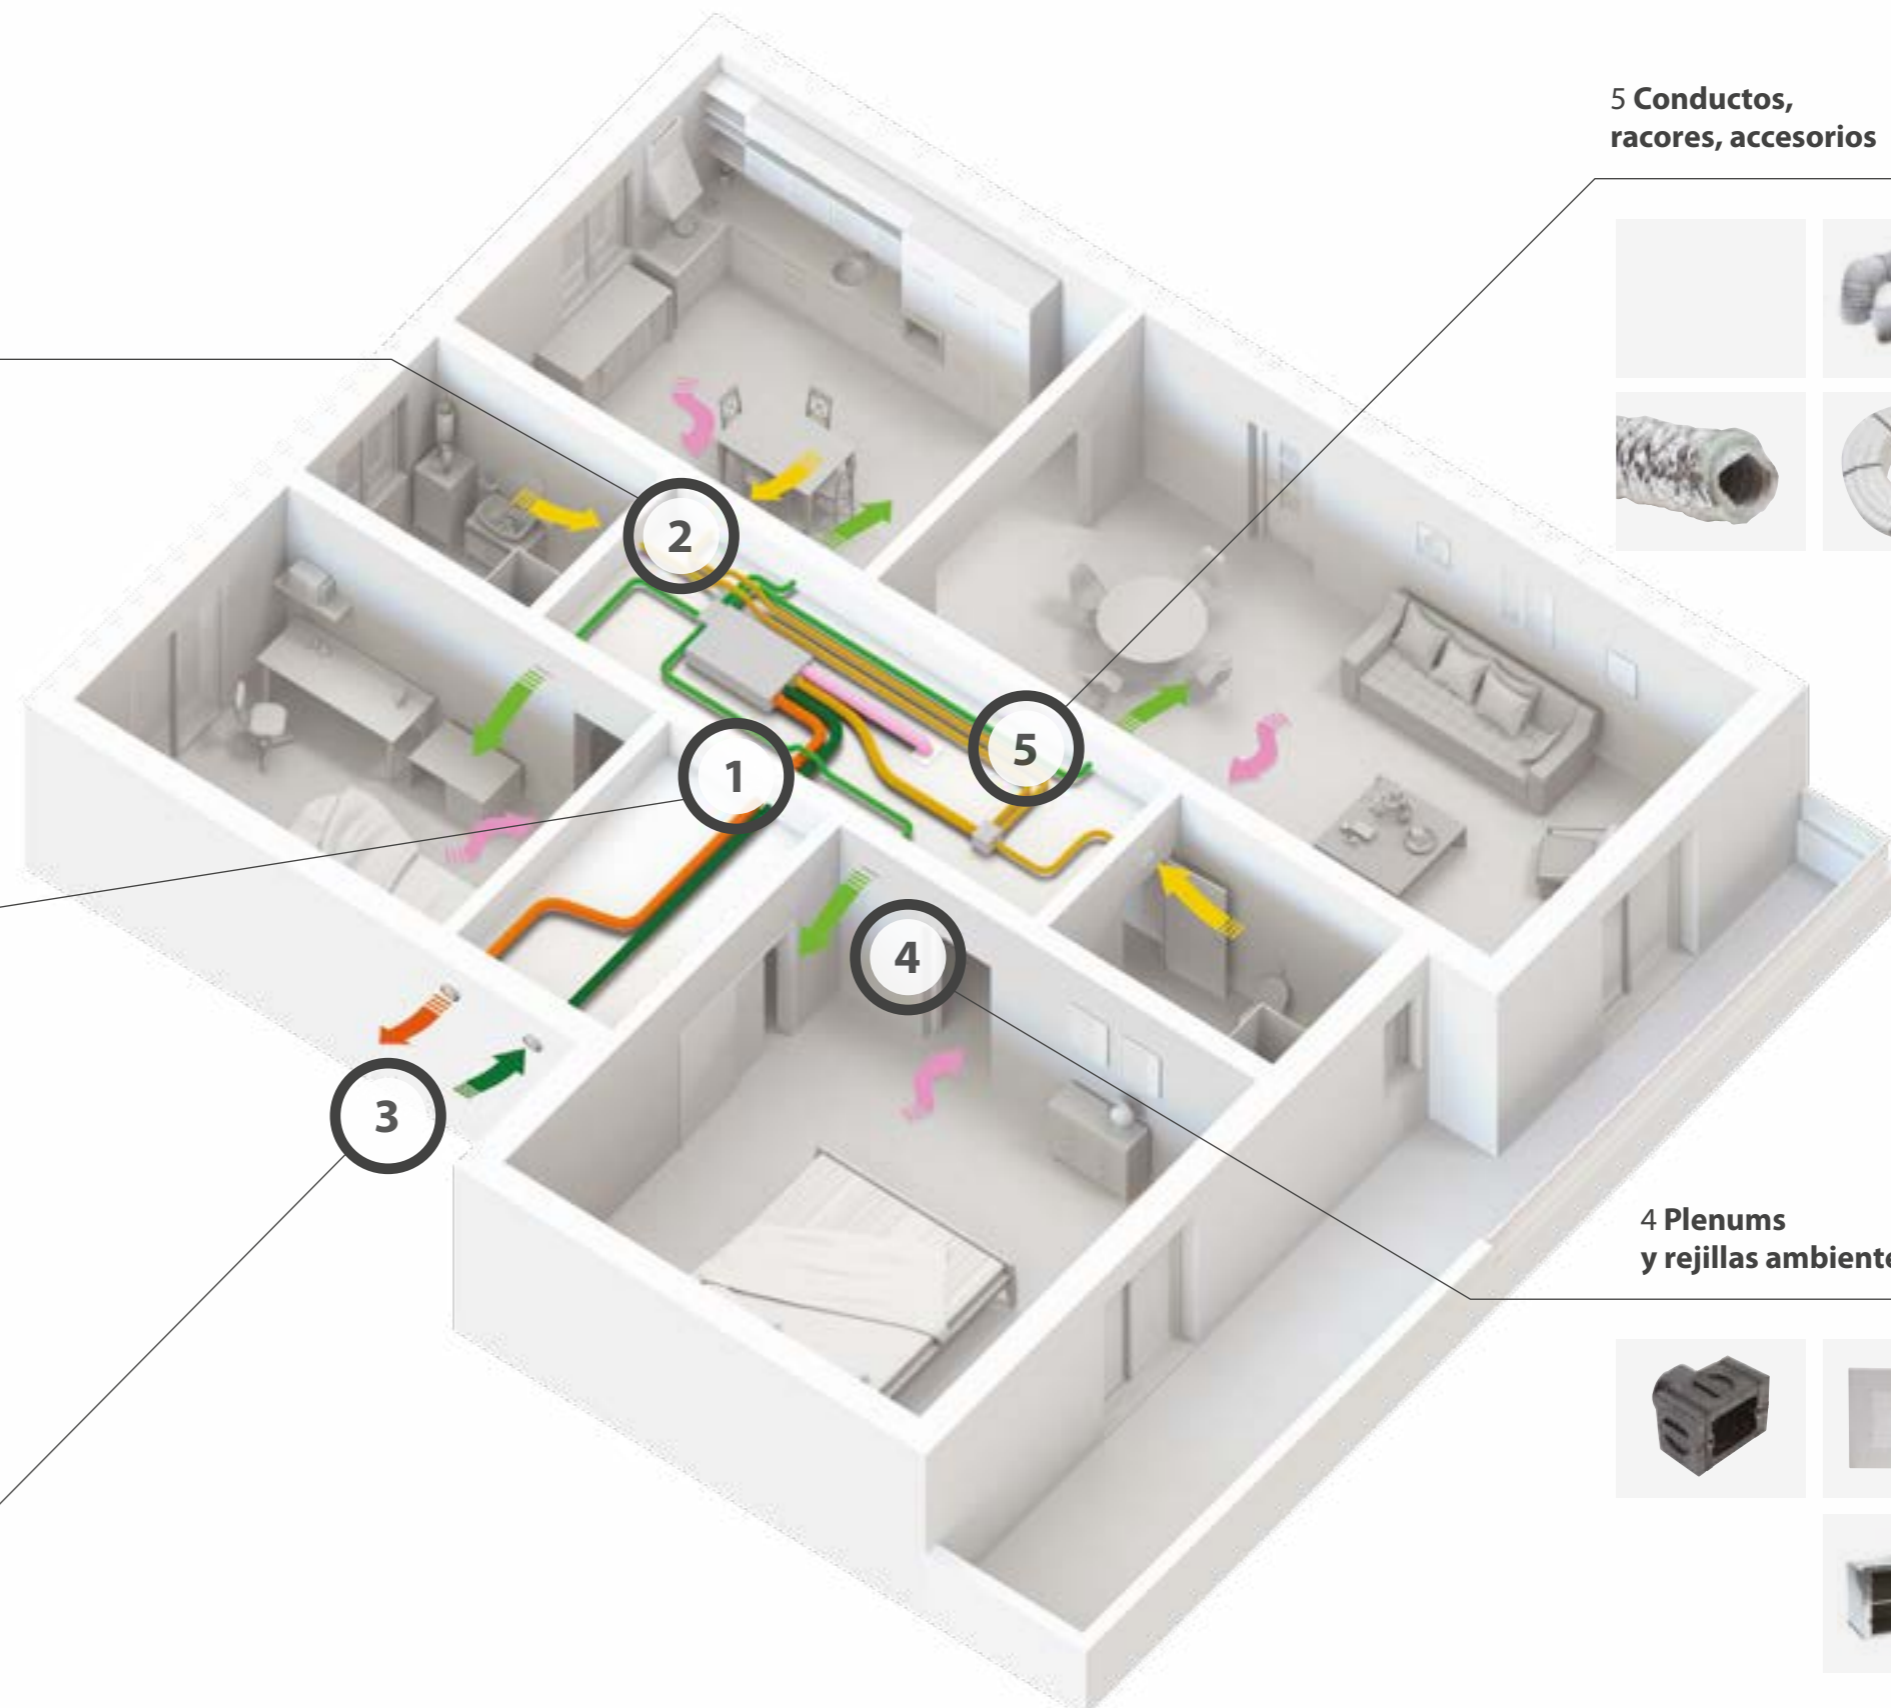 5 Conductos,
racores, accesorios
2
5
1
4
3
4 Plenums
y rejillas ambiente